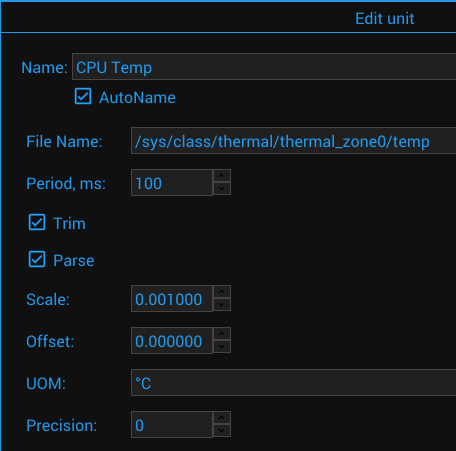 Edit unit
Name: CPU Temp
AutoName
File Name: /sys/class/thermal/thermal_zone0/temp
Period, ms: 100
Trim
Parse
Scale: 0.001000
Offset: 0.000000
UOM: °C
Precision: 0